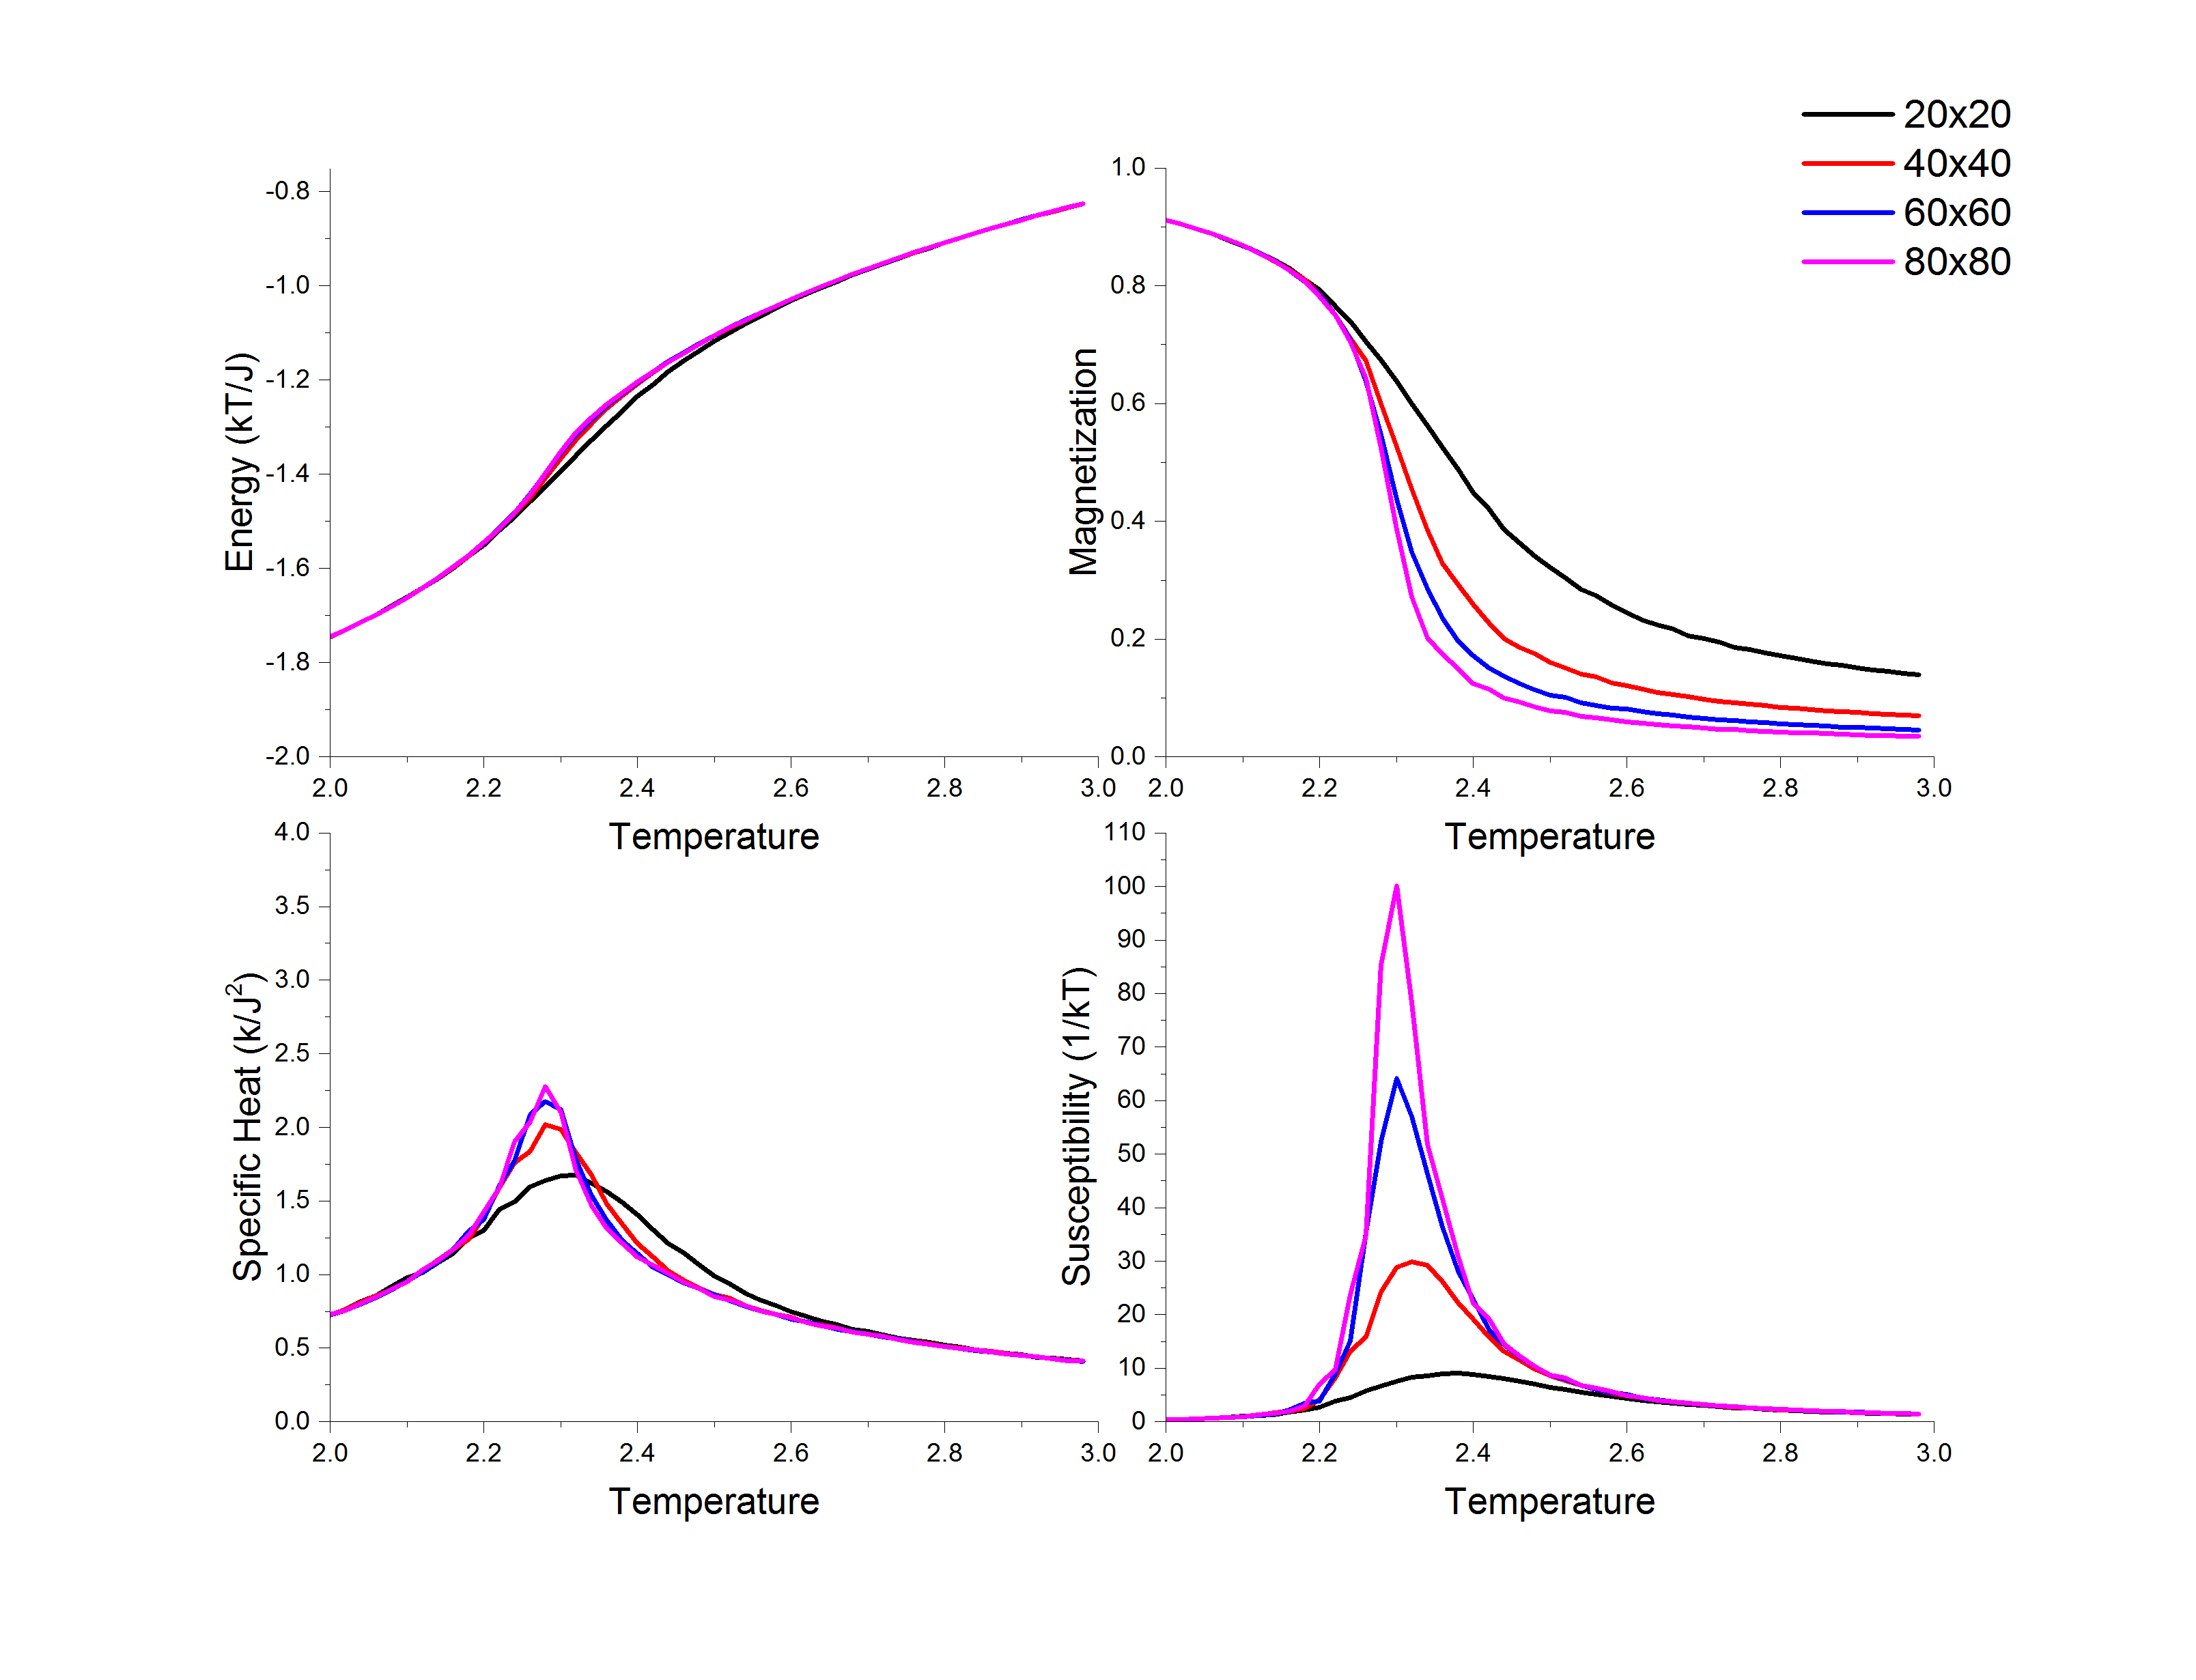 20x20
40x40
60x60
80x80
Energy (kT/J)
-0.8
-1.0
-1.2
-1.4
-1.6
-1.8
-2.0
2.0 2.2 2.4 2.6 2.8 3.0
Temperature
Magnetization
1.0
0.8
0.6
0.4
0.2
0.0
2.0 2.2 2.4 2.6 2.8 3.0
Temperature
Specific Heat (k/J²)
4.0
3.5
3.0
2.5
2.0
1.5
1.0
0.5
0.0
2.0 2.2 2.4 2.6 2.8 3.0
Temperature
Susceptibility (1/kT)
110
100
90
80
70
60
50
40
30
20
10
0
2.0 2.2 2.4 2.6 2.8 3.0
Temperature